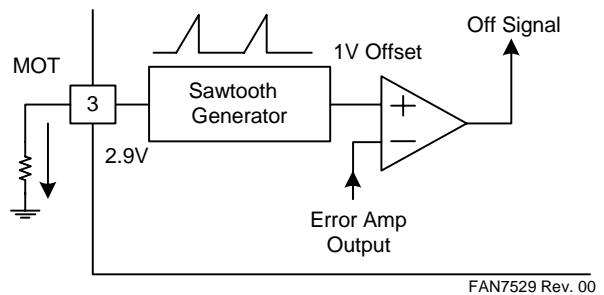 Off Signal
MOT
1V Offset
3
Sawtooth
Generator
+
−
2.9V
Error Amp
Output
FAN7529 Rev. 00